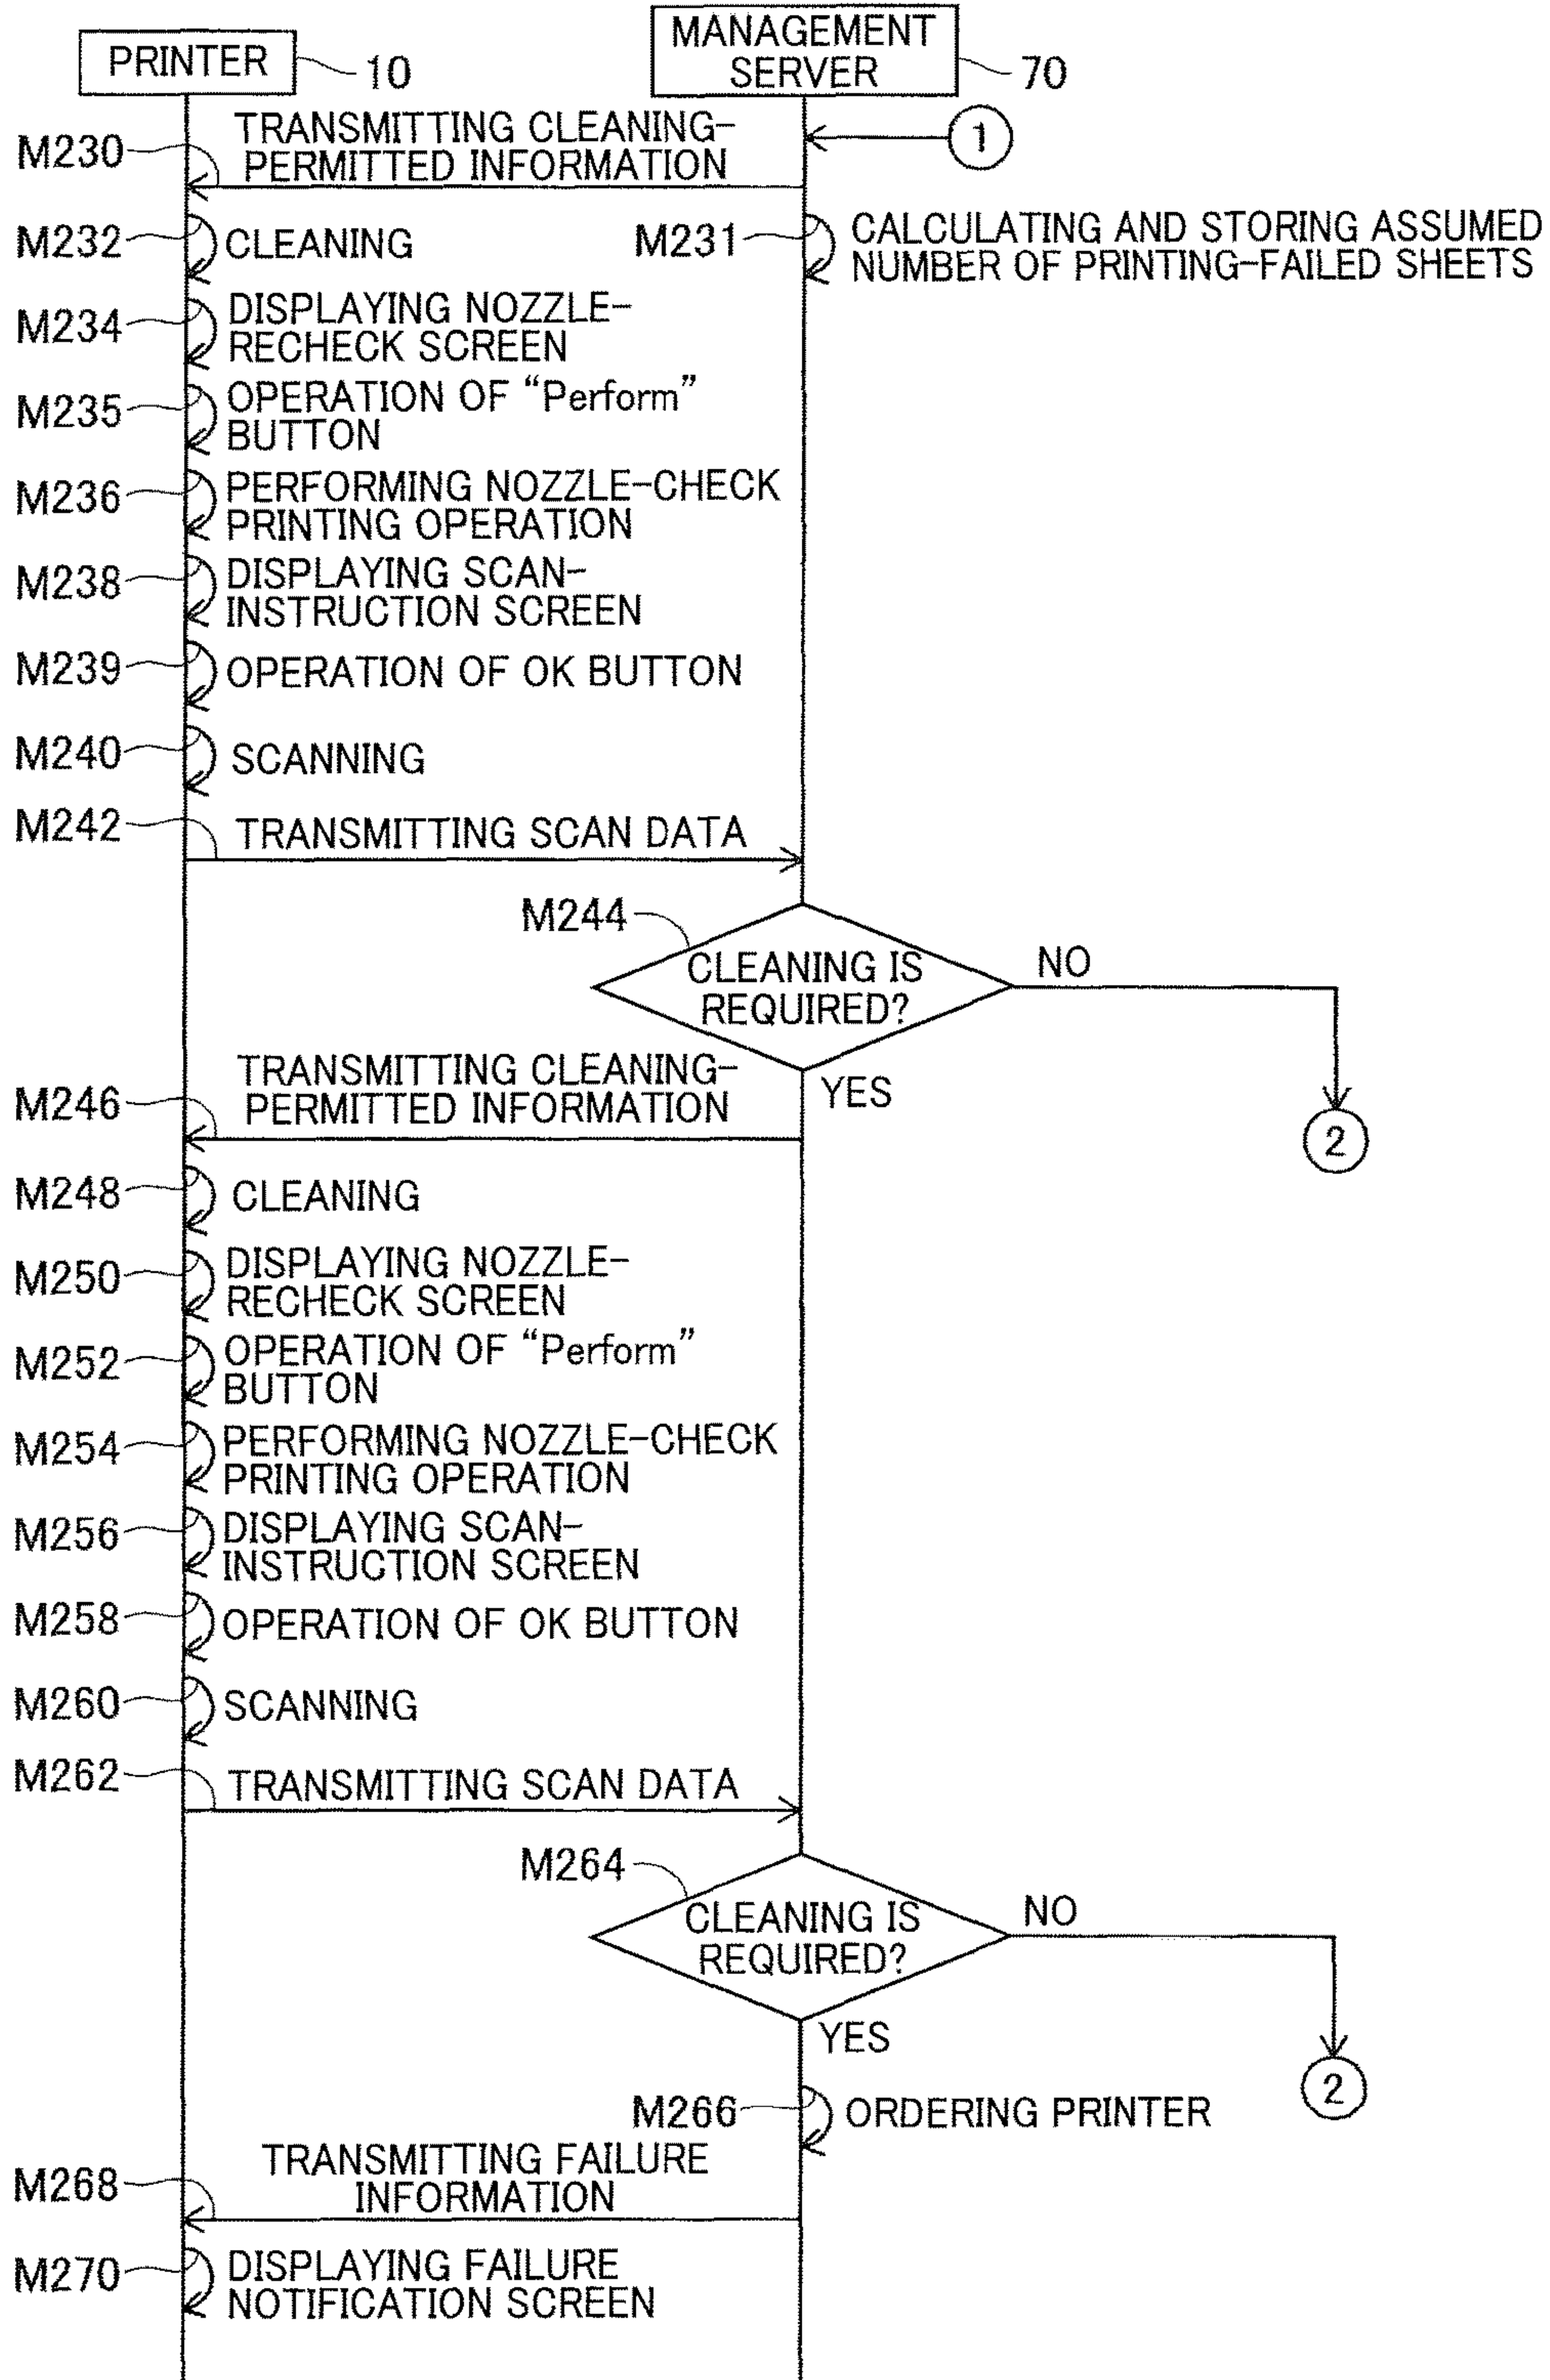 PRINTER
10
MANAGEMENT
SERVER
70
1
M230
TRANSMITTING CLEANING-
PERMITTED INFORMATION
M232
CLEANING
M231
CALCULATING AND STORING ASSUMED
NUMBER OF PRINTING-FAILED SHEETS
M234
DISPLAYING NOZZLE-
RECHECK SCREEN
M235
OPERATION OF “Perform”
BUTTON
M236
PERFORMING NOZZLE-CHECK
PRINTING OPERATION
M238
DISPLAYING SCAN-
INSTRUCTION SCREEN
M239
OPERATION OF OK BUTTON
M240
SCANNING
M242
TRANSMITTING SCAN DATA
M244
CLEANING IS
REQUIRED?
NO
2
YES
M246
TRANSMITTING CLEANING-
PERMITTED INFORMATION
M248
CLEANING
M250
DISPLAYING NOZZLE-
RECHECK SCREEN
M252
OPERATION OF “Perform”
BUTTON
M254
PERFORMING NOZZLE-CHECK
PRINTING OPERATION
M256
DISPLAYING SCAN-
INSTRUCTION SCREEN
M258
OPERATION OF OK BUTTON
M260
SCANNING
M262
TRANSMITTING SCAN DATA
M264
CLEANING IS
REQUIRED?
NO
2
YES
M266
ORDERING PRINTER
M268
TRANSMITTING FAILURE
INFORMATION
M270
DISPLAYING FAILURE
NOTIFICATION SCREEN